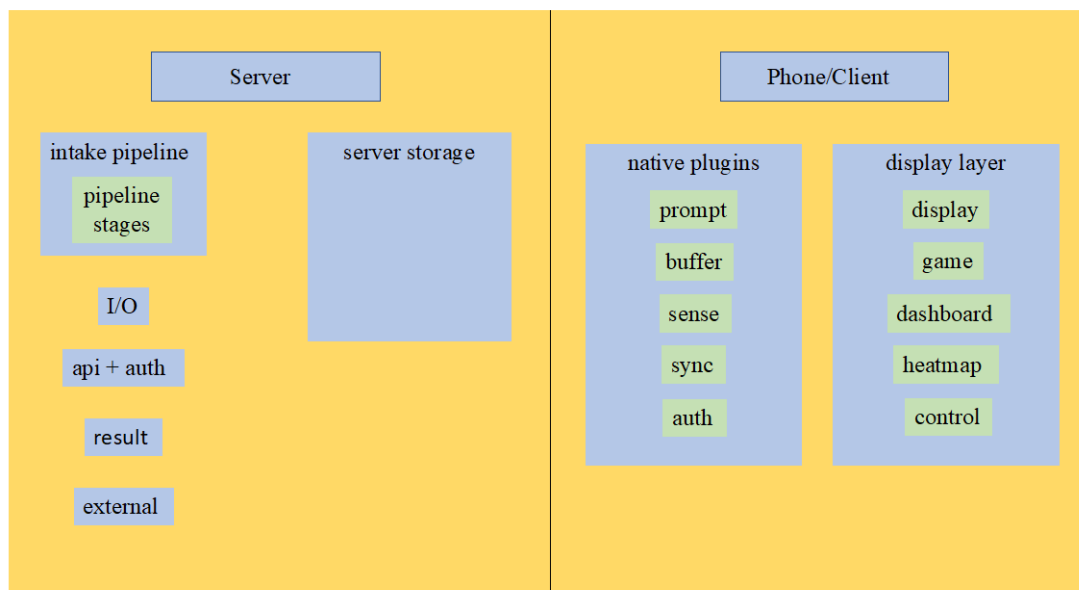 Server
intake pipeline
pipeline
stages
I/O
api + auth
result
external
server storage
Phone/Client
native plugins
prompt
buffer
sense
sync
auth
display layer
display
game
dashboard
heatmap
control